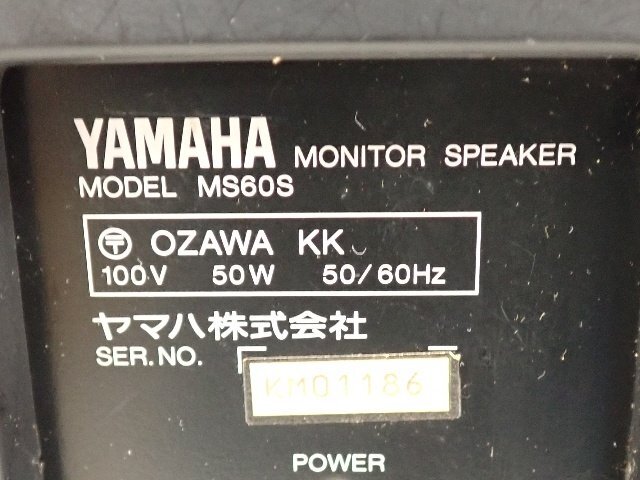 YAMAHA MONITOR SPEAKER
MODEL MS60S
〶 OZAWA KK
100V 50W 50/60Hz
ヤマハ株式会社
SER.NO.
KM01186
POWER